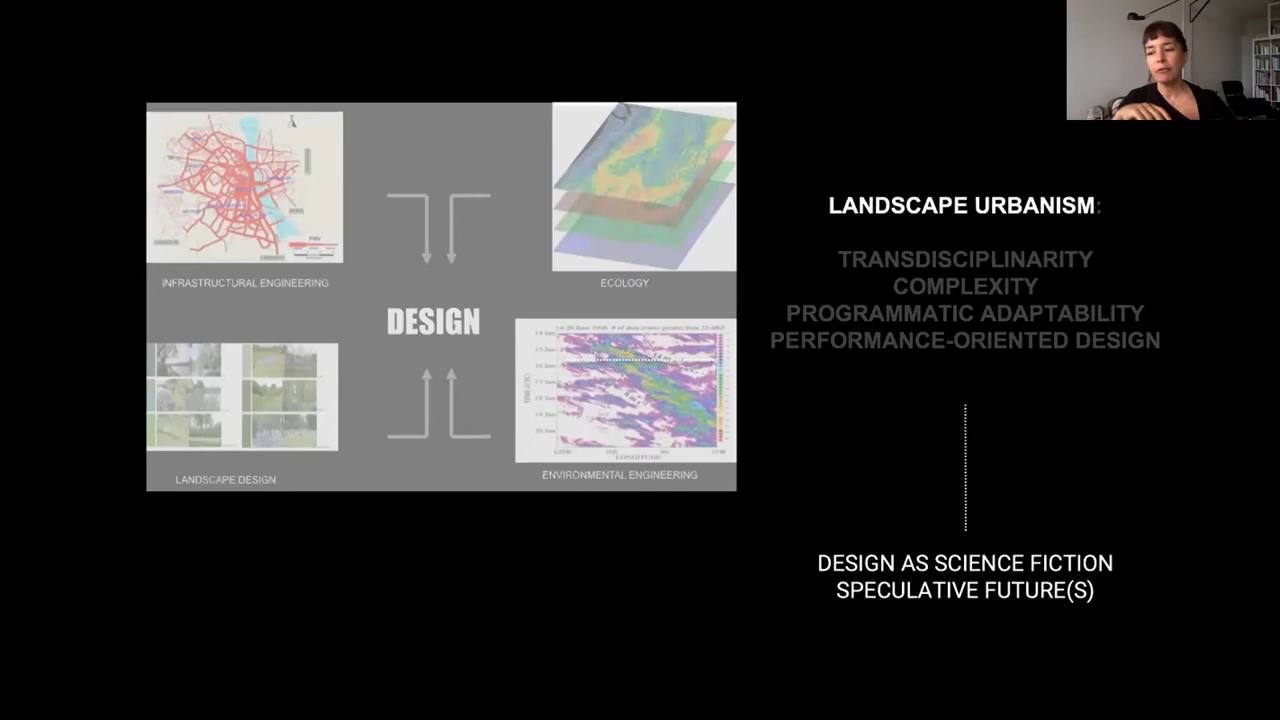 INFRASTRUCTURAL ENGINEERING
ECOLOGY
DESIGN
LANDSCAPE DESIGN
ENVIRONMENTAL ENGINEERING
LONGITUDE
LANDSCAPE URBANISM:
TRANSDISCIPLINARITY
COMPLEXITY
PROGRAMMATIC ADAPTABILITY
PERFORMANCE-ORIENTED DESIGN
DESIGN AS SCIENCE FICTION
SPECULATIVE FUTURE(S)